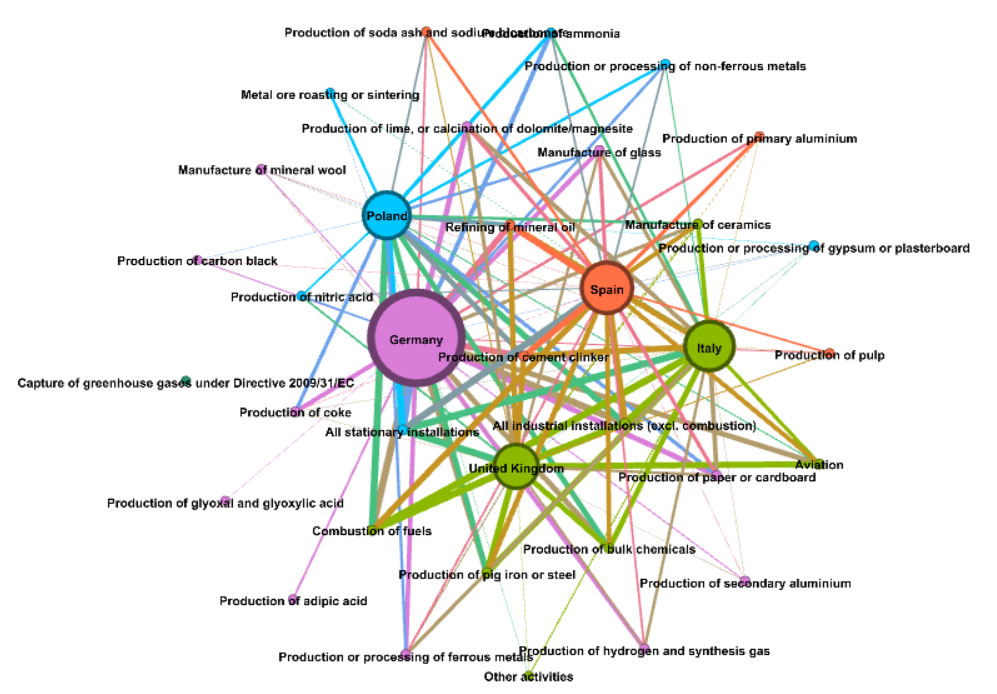 Production of soda ash and sodium bicarbonate
Production of ammonia
Production or processing of non-ferrous metals
Metal ore roasting or sintering
Production of lime, or calcination of dolomite/magnesite
Production of primary aluminium
Manufacture of glass
Manufacture of mineral wool
Poland
Refining of mineral oil
Manufacture of ceramics
Production or processing of gypsum or plasterboard
Production of carbon black
Spain
Production of nitric acid
Germany
Italy
Production of cement clinker
Production of pulp
Capture of greenhouse gases under Directive 2009/31/EC
Production of coke
All industrial installations (excl. combustion)
All stationary installations
United Kingdom
Aviation
Production of paper or cardboard
Production of glyoxal and glyoxylic acid
Combustion of fuels
Production of bulk chemicals
Production of pig iron or steel
Production of secondary aluminium
Production of adipic acid
Production of hydrogen and synthesis gas
Production or processing of ferrous metals
Other activities